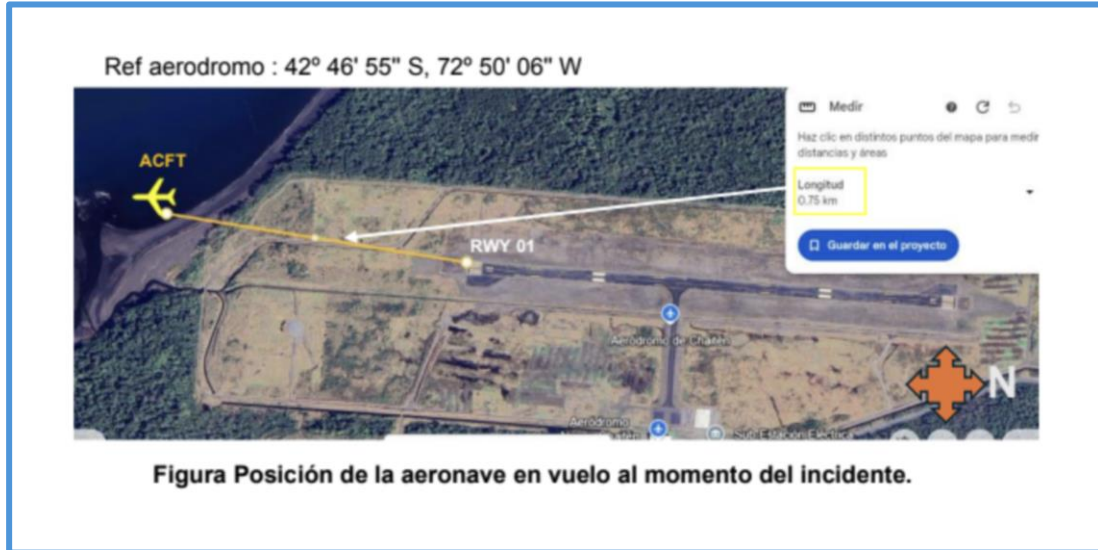 Ref aerodromo : 42º 46' 55" S, 72º 50' 06" W
Medir
Haz clic en distintos puntos del mapa para medir
distancias y áreas
ACFT
Longitud
0.75 km
RWY 01
Guardar en el proyecto
Aeródromo de Chaitén
N
Aeródromo
Sub Estación Eléctrica
Figura Posición de la aeronave en vuelo al momento del incidente.